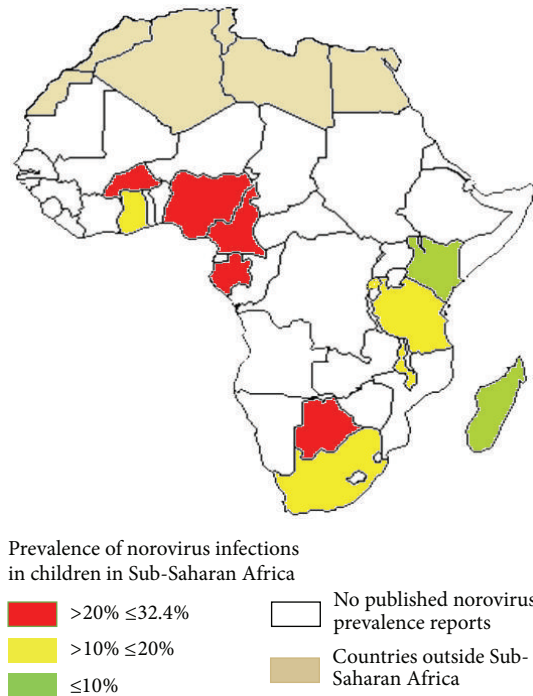 Prevalence of norovirus infections
in children in Sub-Saharan Africa
>20% ≤32.4%
>10% ≤20%
≤10%
No published norovirus
prevalence reports
Countries outside Sub-
Saharan Africa